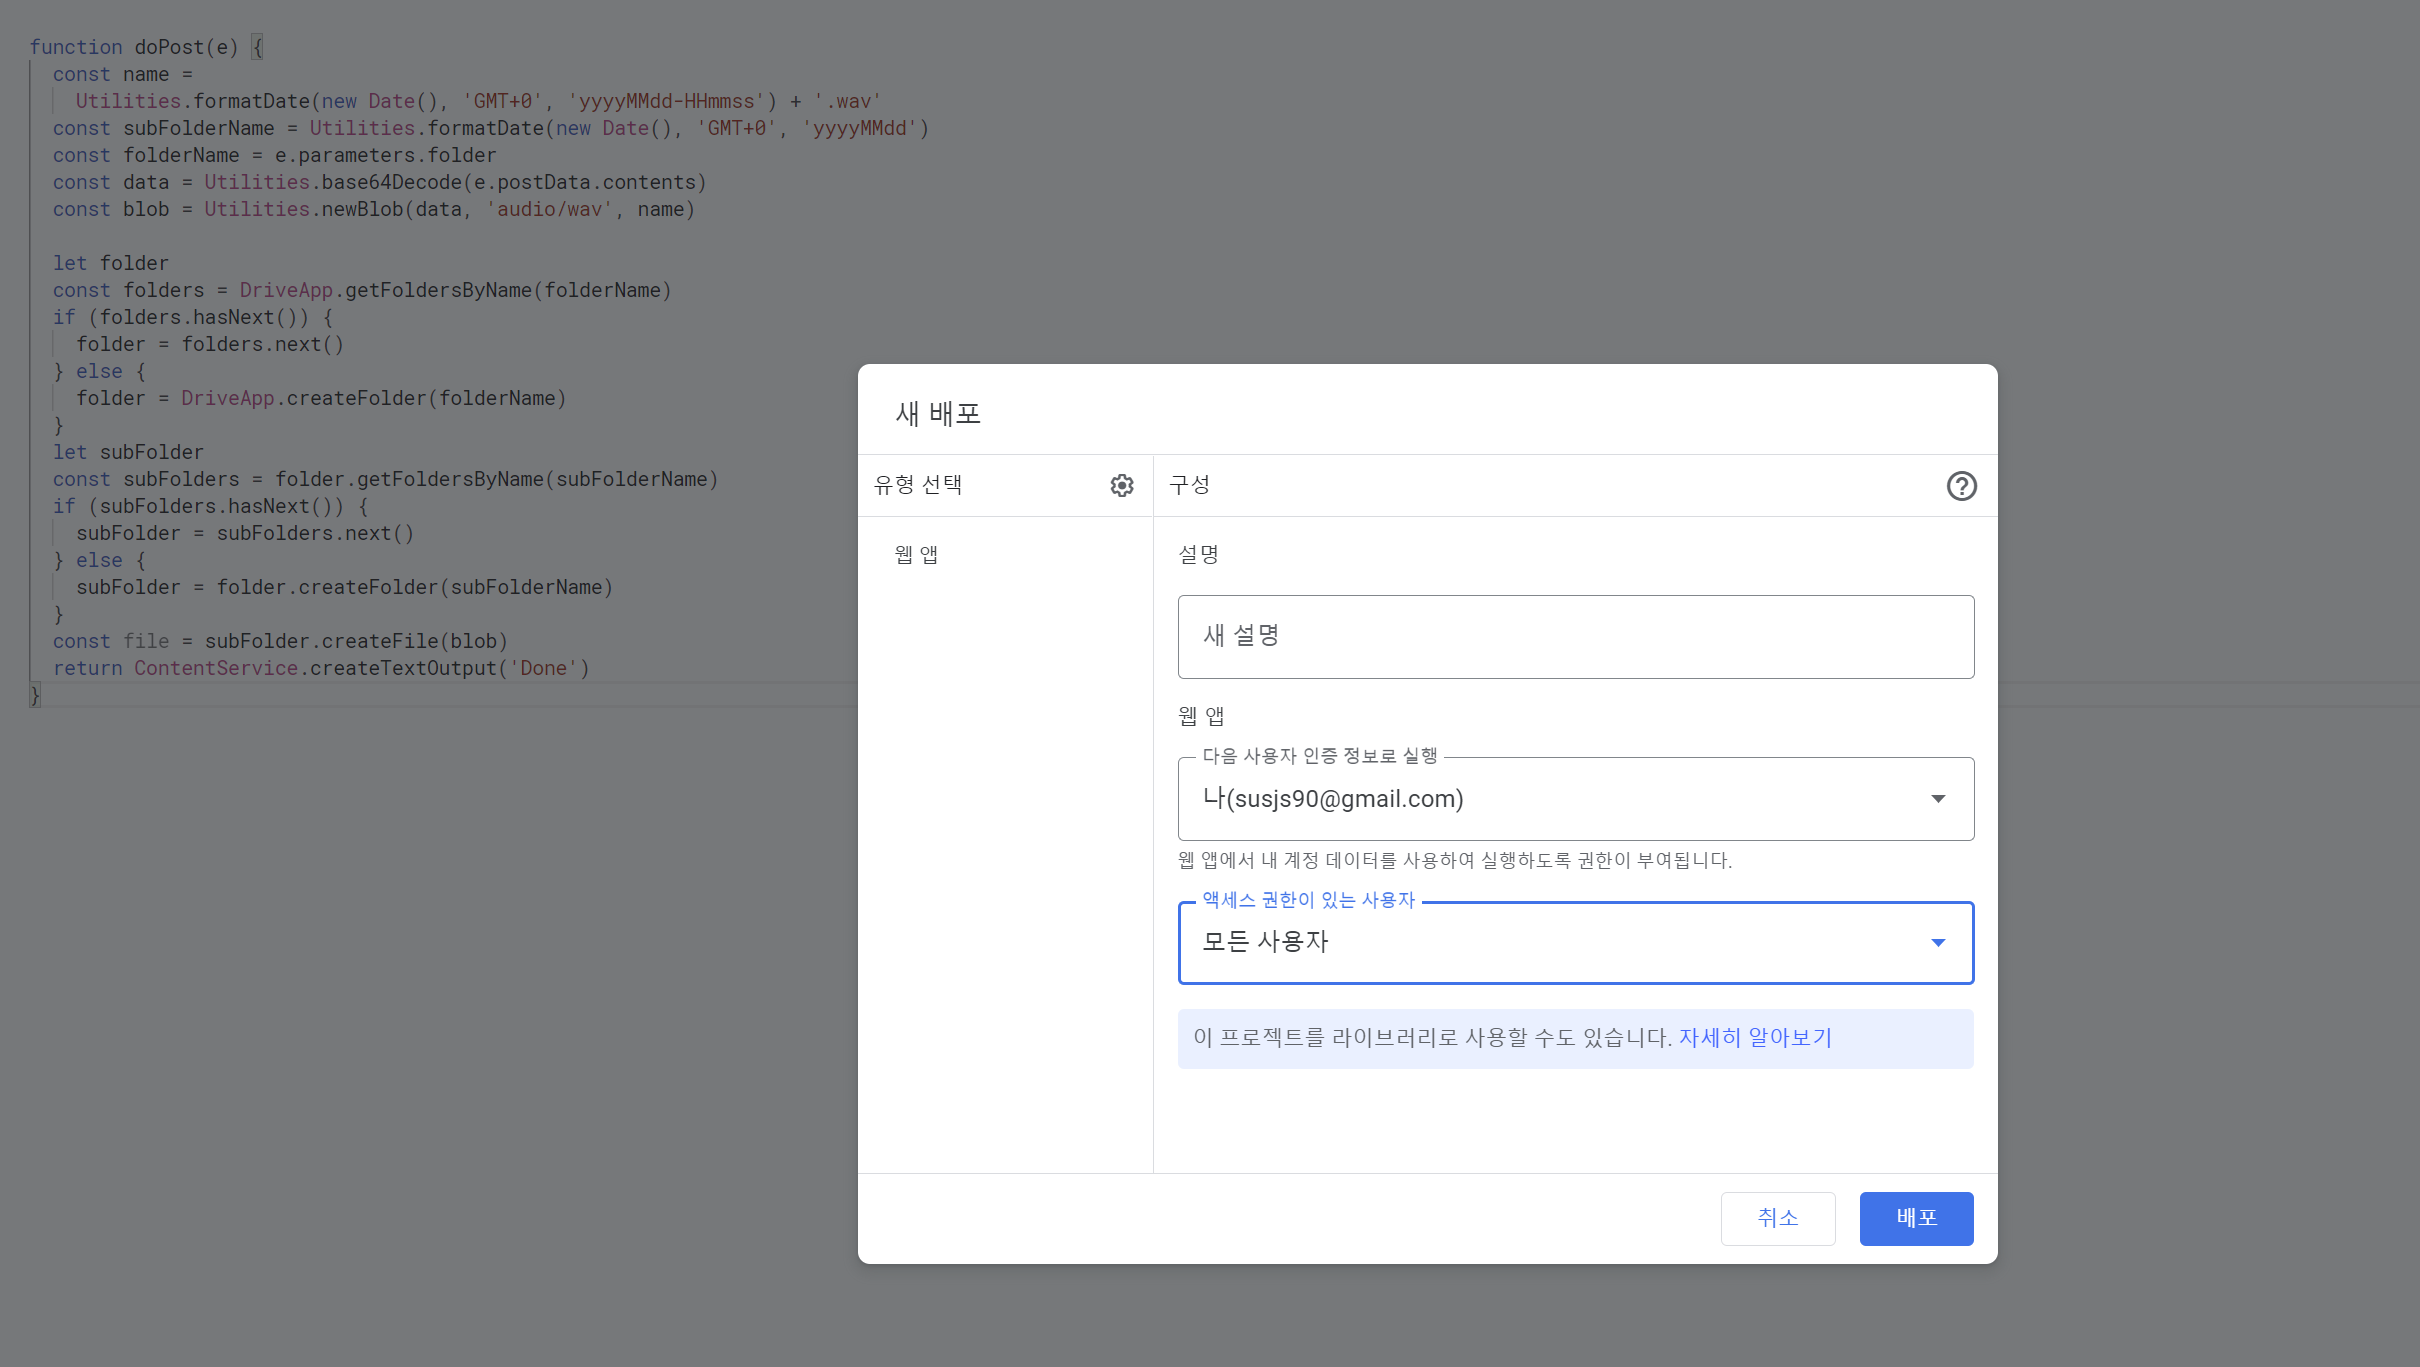 function doPost(e) {
const name =
Utilities.formatDate(new Date(), 'GMT+0', 'yyyyMMdd-HHmmss') + '.wav'
const subFolderName = Utilities.formatDate(new Date(), 'GMT+0', 'yyyyMMdd')
const folderName = e.parameters.folder
const data = Utilities.base64Decode(e.postData.contents)
const blob = Utilities.newBlob(data, 'audio/wav', name)
let folder
const folders = DriveApp.getFoldersByName(folderName)
if (folders.hasNext()) {
folder = folders.next()
} else {
folder = DriveApp.createFolder(folderName)
}
let subFolder
const subFolders = folder.getFoldersByName(subFolderName)
if (subFolders.hasNext()) {
subFolder = subFolders.next()
} else {
subFolder = folder.createFolder(subFolderName)
}
const file = subFolder.createFile(blob)
return ContentService.createTextOutput('Done')
}
새 배포
유형 선택
구성
웹 앱
설명
새 설명
웹 앱
다음 사용자 인증 정보로 실행
나(susjs90@gmail.com)
웹 앱에서 내 계정 데이터를 사용하여 실행하도록 권한이 부여됩니다.
액세스 권한이 있는 사용자
모든 사용자
이 프로젝트를 라이브러리로 사용할 수도 있습니다. 자세히 알아보기
취소
배포